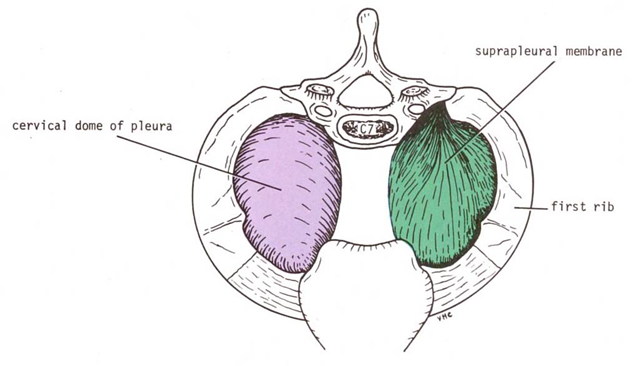 suprapleural membrane
cervical dome of pleura
C7
first rib
VHC